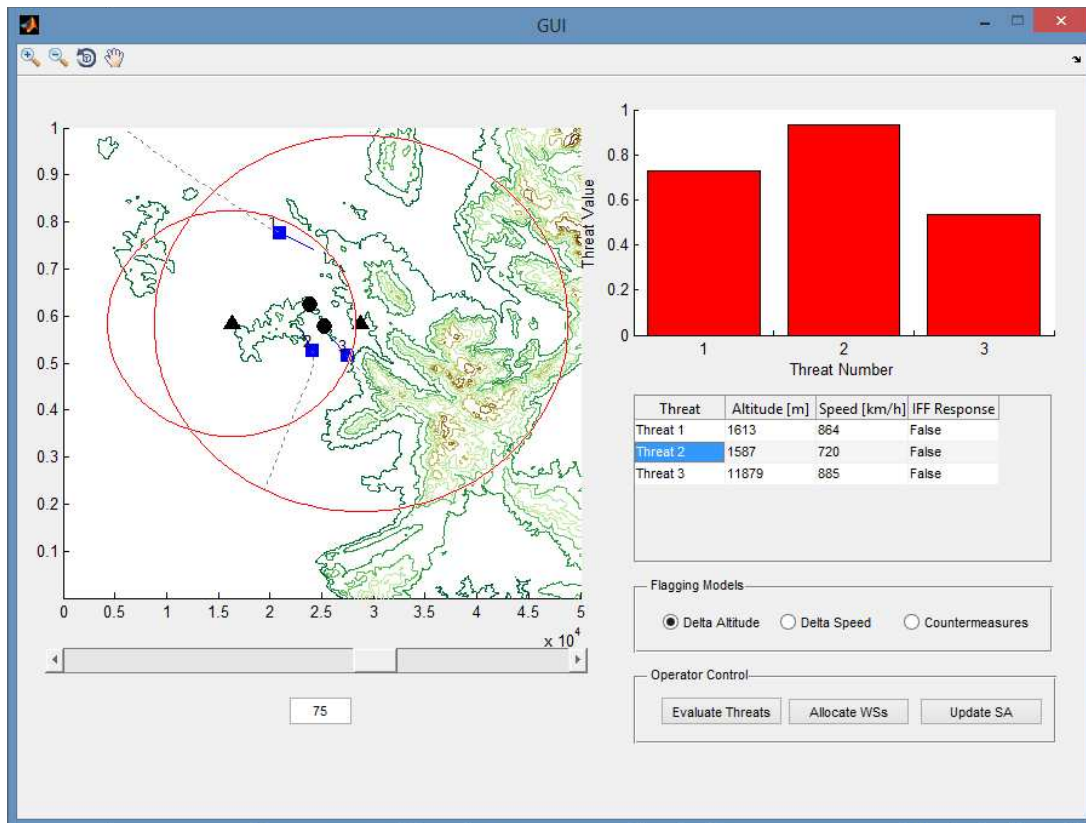 GUI
1
0.9
0.8
0.7
0.6
0.5
0.4
0.3
0.2
0.1
0 0.5 1 1.5 2 2.5 3 3.5 4 4.5 5
x 10^4
1
2
3
75
1
0.8
0.6
0.4
0.2
0
Threat Value
1 2 3
Threat Number
Threat Altitude [m] Speed [km/h] IFF Response
Threat 1 1613 864 False
Threat 2 1587 720 False
Threat 3 11879 885 False
Flagging Models
Delta Altitude Delta Speed Countermeasures
Operator Control
Evaluate Threats Allocate WSs Update SA